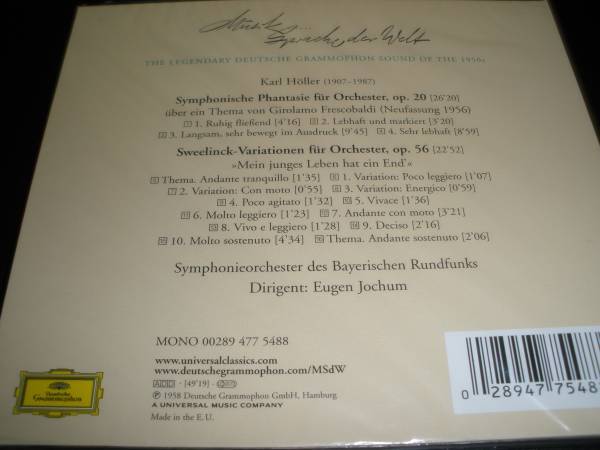 Musik...
Sprache der Welt
THE LEGENDARY DEUTSCHE GRAMMOPHON SOUND OF THE 1950s
Karl Höller (1907–1987)
Symphonische Phantasie für Orchester, op. 20 [26'20]
über ein Thema von Girolamo Frescobaldi (Neufassung 1956)
1. Ruhig fließend [4'16] 2. Lebhaft und markiert [3'20]
3. Langsam, sehr bewegt im Ausdruck [9'45] 4. Sehr lebhaft [8'59]
Sweelinck-Variationen für Orchester, op. 56 [22'52]
»Mein junges Leben hat ein End'«
Thema. Andante tranquillo [1'35] 1. Variation: Poco leggiero [1'07]
2. Variation: Con moto [0'55] 3. Variation: Energico [0'59]
4. Poco agitato [1'32] 5. Vivace [1'36]
6. Molto leggiero [1'23] 7. Andante con moto [3'21]
8. Vivo e leggiero [1'28] 9. Deciso [2'16]
10. Molto sostenuto [4'34] Thema. Andante sostenuto [2'06]
Symphonieorchester des Bayerischen Rundfunks
Dirigent: Eugen Jochum
MONO 00289 477 5488
www.universalclassics.com
www.deutschegrammophon.com/MSdW
ADD · [49'19] ·
Ⓟ 1958 Deutsche Grammophon GmbH, Hamburg
A UNIVERSAL MUSIC COMPANY
Made in the E.U.
Deutsche
Grammophon
0 28947 7548